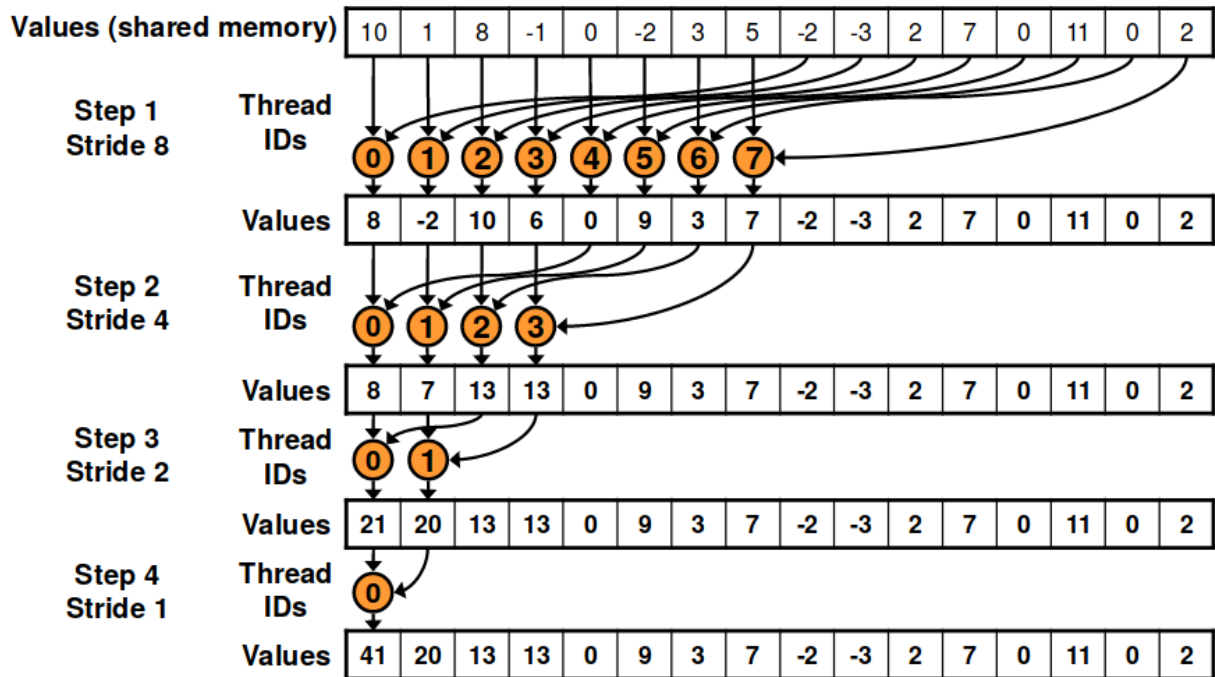 Values (shared memory) 10 1 8 -1 0 -2 3 5 -2 -3 2 7 0 11 0 2
Step 1 Thread
Stride 8 IDs
0 1 2 3 4 5 6 7
Values 8 -2 10 6 0 9 3 7 -2 -3 2 7 0 11 0 2
Step 2 Thread
Stride 4 IDs
0 1 2 3
Values 8 7 13 13 0 9 3 7 -2 -3 2 7 0 11 0 2
Step 3 Thread
Stride 2 IDs
0 1
Values 21 20 13 13 0 9 3 7 -2 -3 2 7 0 11 0 2
Step 4 Thread
Stride 1 IDs
0
Values 41 20 13 13 0 9 3 7 -2 -3 2 7 0 11 0 2